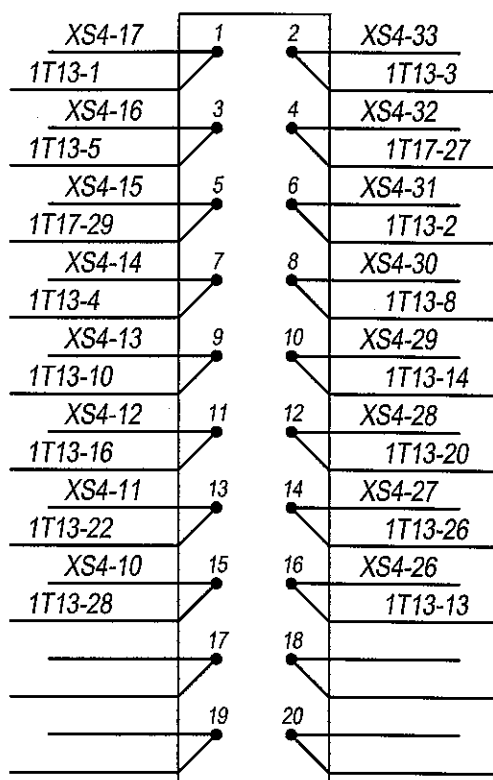 XS4-17 1 2 XS4-33
1T13-1 1T13-3
XS4-16 3 4 XS4-32
1T13-5 1T17-27
XS4-15 5 6 XS4-31
1T17-29 1T13-2
XS4-14 7 8 XS4-30
1T13-4 1T13-8
XS4-13 9 10 XS4-29
1T13-10 1T13-14
XS4-12 11 12 XS4-28
1T13-16 1T13-20
XS4-11 13 14 XS4-27
1T13-22 1T13-26
XS4-10 15 16 XS4-26
1T13-28 1T13-13
17 18
19 20